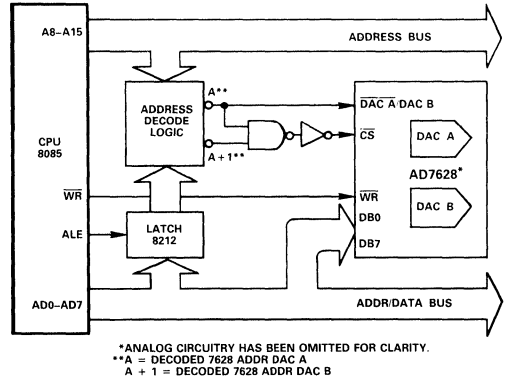 A8–A15
ADDRESS BUS
A**
ADDRESS
DECODE
LOGIC
DAC A/DAC B
CS
DAC A
CPU
8085
A+1**
AD7628*
WR
WR
DAC B
DB0
ALE
LATCH
8212
DB7
AD0–AD7
ADDR/DATA BUS
*ANALOG CIRCUITRY HAS BEEN OMITTED FOR CLARITY.
**A = DECODED 7628 ADDR DAC A
A + 1 = DECODED 7628 ADDR DAC B